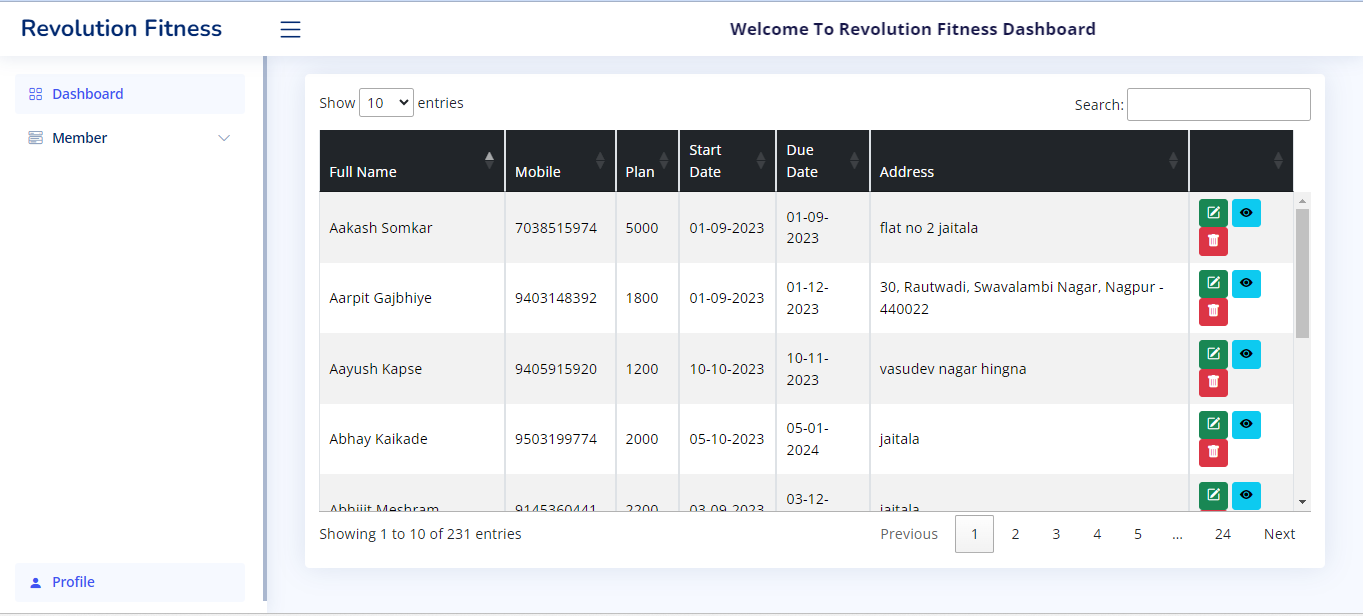 Revolution Fitness
Welcome To Revolution Fitness Dashboard
Dashboard
Member
Show 10 entries
Search:
Full Name Mobile Plan Start Date Due Date Address
Aakash Somkar 7038515974 5000 01-09-2023 01-09-2023 flat no 2 jaitala
Aarpit Gajbhiye 9403148392 1800 01-09-2023 01-12-2023 30, Rautwadi, Swavalambi Nagar, Nagpur - 440022
Aayush Kapse 9405915920 1200 10-10-2023 10-11-2023 vasudev nagar hingna
Abhay Kaikade 9503199774 2000 05-10-2023 05-01-2024 jaitala
Abhijit Meshram 9145360441 2200 03-09-2023 03-12- jaitala
Showing 1 to 10 of 231 entries
Previous 1 2 3 4 5 … 24 Next
Profile